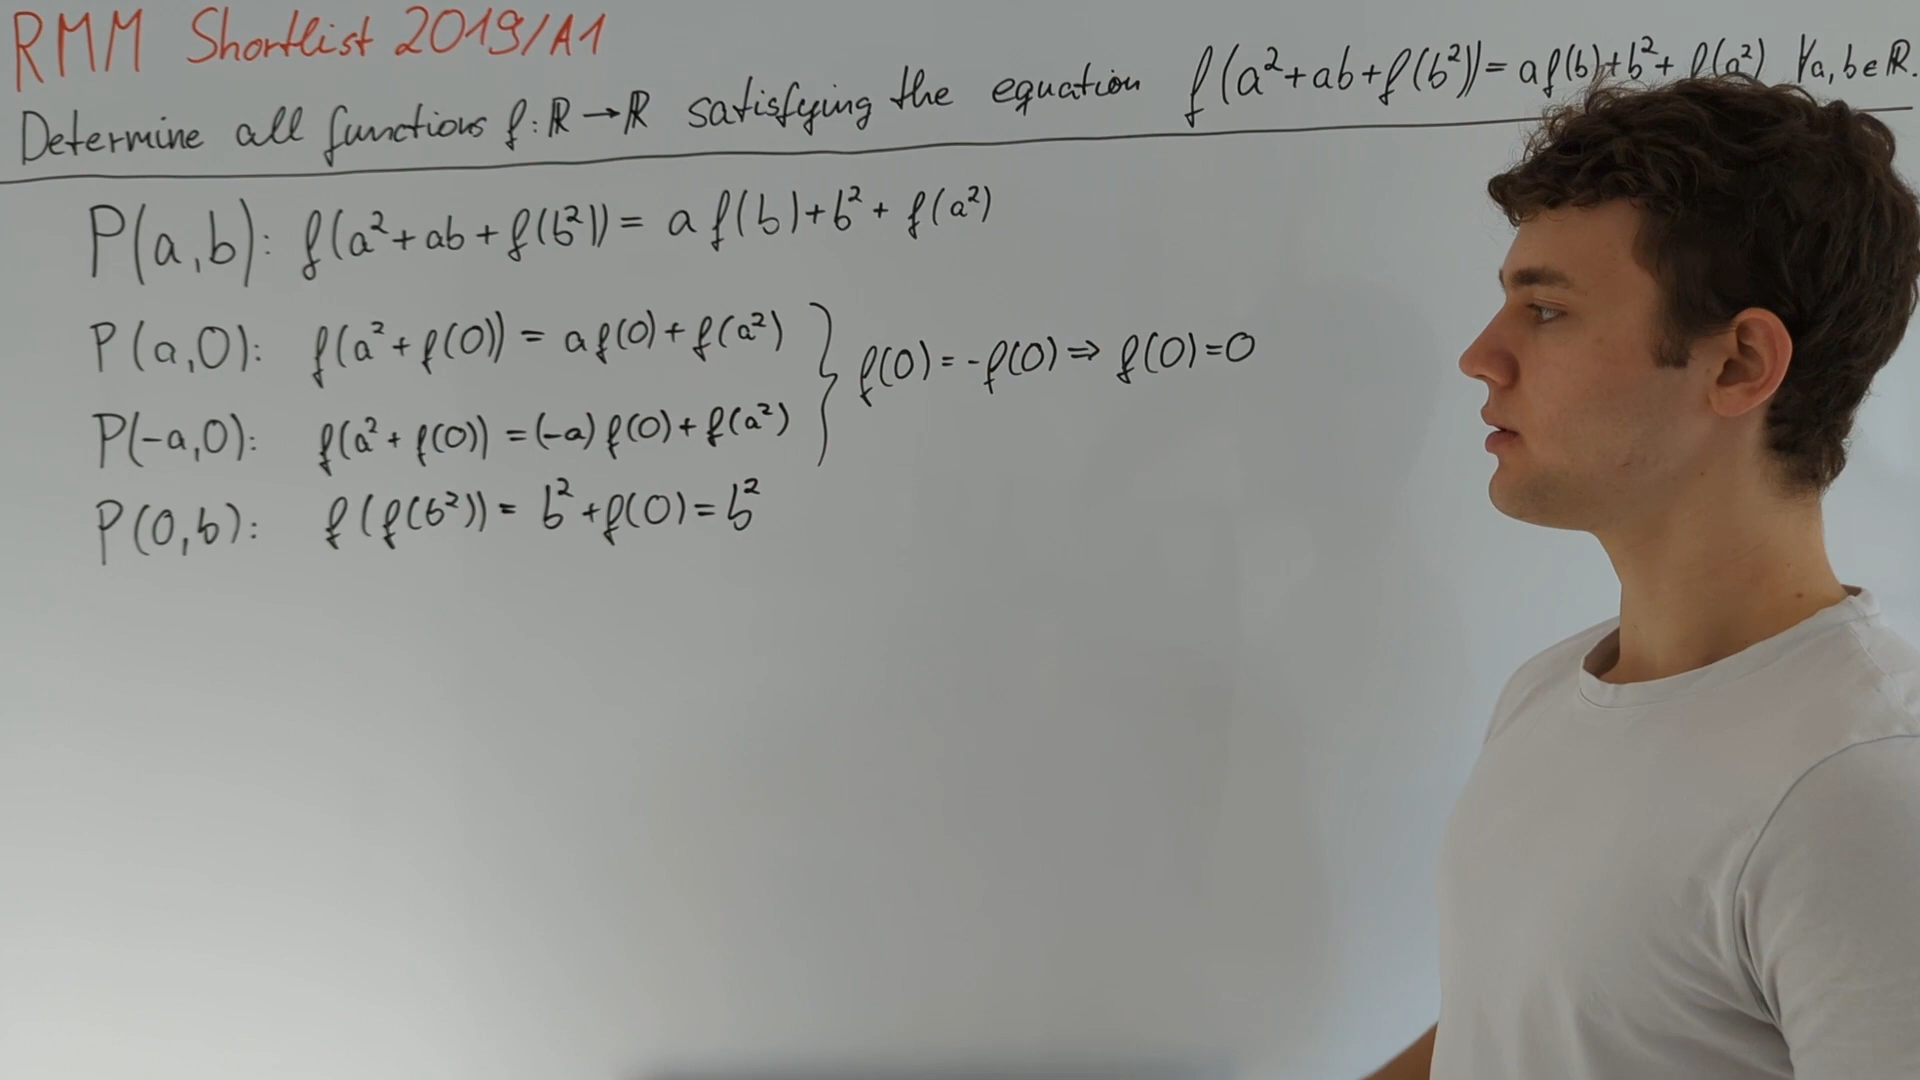 RMM Shortlist 2019/A1
Determine all functions f: ℝ → ℝ satisfying the equation f(a²+ab+f(b²)) = af(b)+b²+f(a²) ∀a,b∈ℝ.
P(a,b): f(a²+ab+f(b²)) = a f(b)+b²+ f(a²)
P(a,0): f(a²+f(0)) = a f(0)+f(a²)
f(0) = -f(0) ⇒ f(0)=0
P(-a,0): f(a²+f(0)) = (-a) f(0)+f(a²)
P(0,b): f(f(b²)) = b²+f(0) = b²